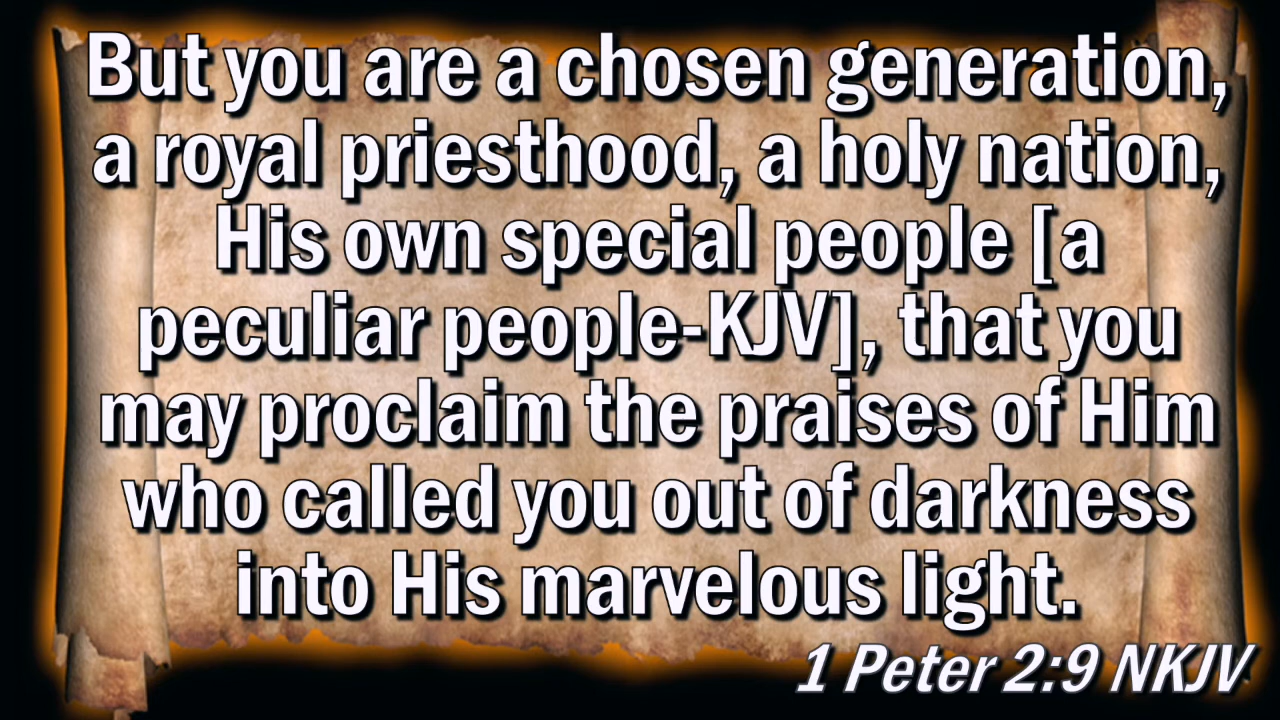 But you are a chosen generation,
a royal priesthood, a holy nation,
His own special people [a
peculiar people-KJV], that you
may proclaim the praises of Him
who called you out of darkness
into His marvelous light.
1 Peter 2:9 NKJV